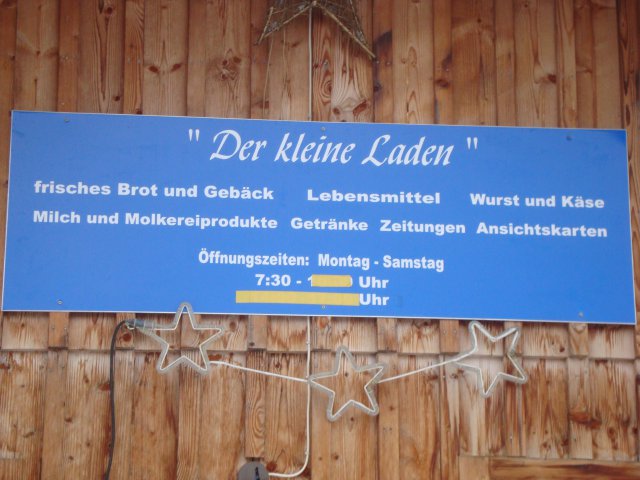 " Der kleine Laden "
frisches Brot und Gebäck Lebensmittel Wurst und Käse
Milch und Molkereiprodukte Getränke Zeitungen Ansichtskarten
Öffnungszeiten: Montag - Samstag
7:30 - Uhr
Uhr